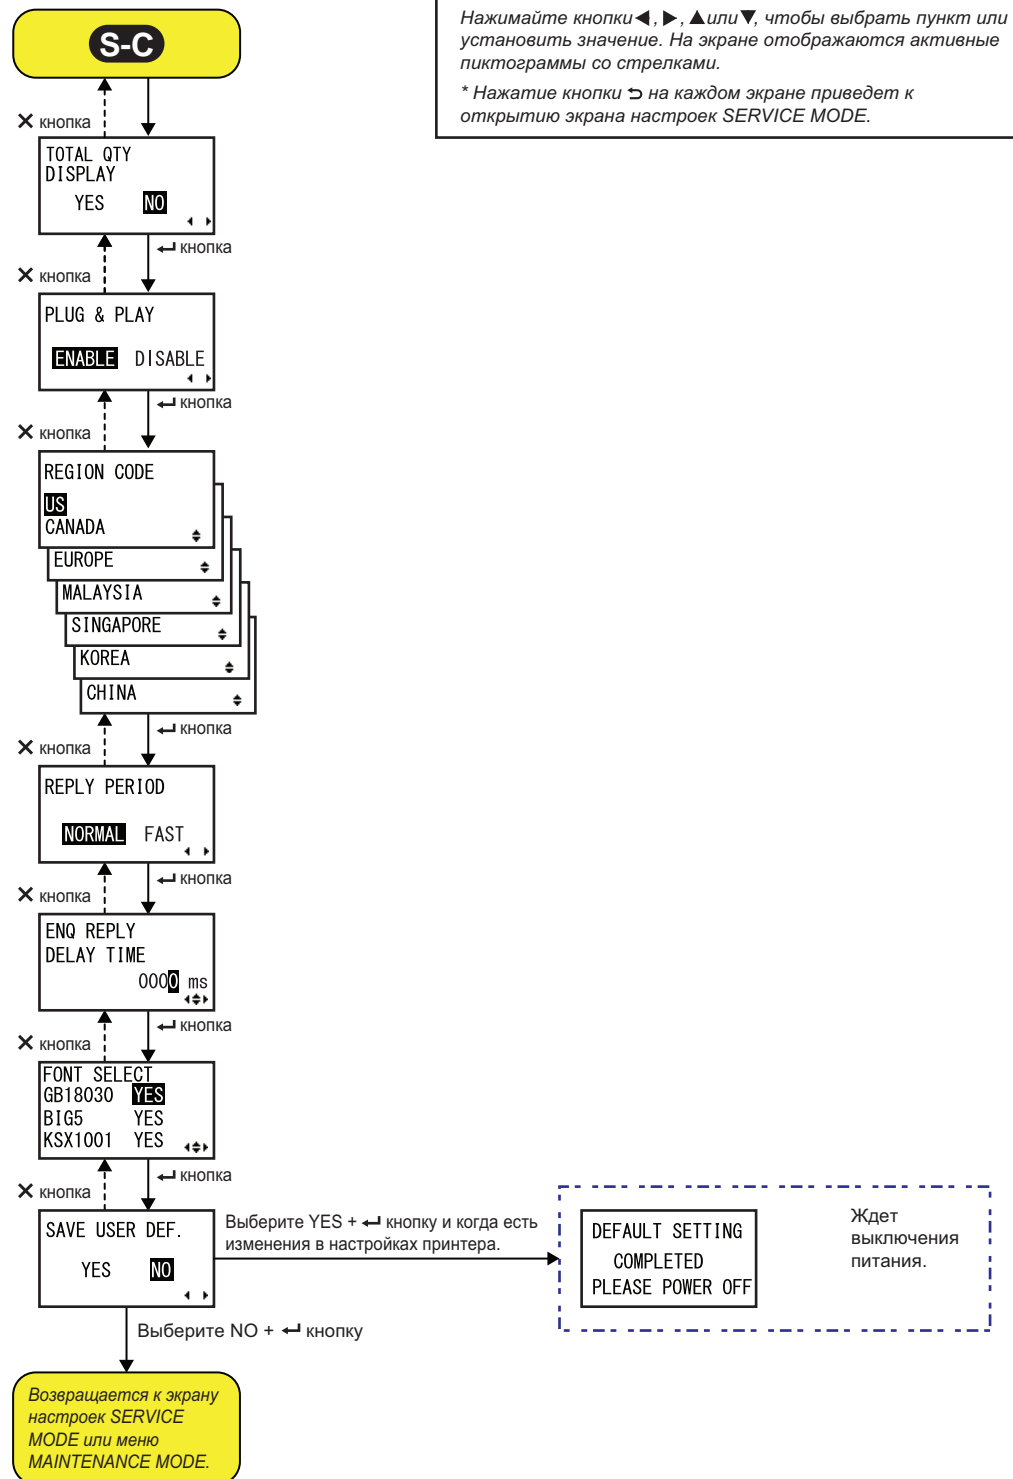 S-C
Нажимайте кнопки ◀, ▶, ▲ или ▼, чтобы выбрать пункт или
установить значение. На экране отображаются активные
пиктограммы со стрелками.
* Нажатие кнопки ⮌ на каждом экране приведет к
открытию экрана настроек SERVICE MODE.
✕ кнопка
TOTAL QTY
DISPLAY
YES NO
↵ кнопка
✕ кнопка
PLUG & PLAY
ENABLE DISABLE
↵ кнопка
✕ кнопка
REGION CODE
US
CANADA
EUROPE
MALAYSIA
SINGAPORE
KOREA
CHINA
↵ кнопка
✕ кнопка
REPLY PERIOD
NORMAL FAST
↵ кнопка
✕ кнопка
ENQ REPLY
DELAY TIME
0000 ms
↵ кнопка
✕ кнопка
FONT SELECT
GB18030 YES
BIG5 YES
KSX1001 YES
↵ кнопка
✕ кнопка
SAVE USER DEF.
YES NO
Выберите YES + ↵ кнопку и когда есть
изменения в настройках принтера.
DEFAULT SETTING
COMPLETED
PLEASE POWER OFF
Ждет
выключения
питания.
Выберите NO + ↵ кнопку
Возвращается к экрану
настроек SERVICE
MODE или меню
MAINTENANCE MODE.